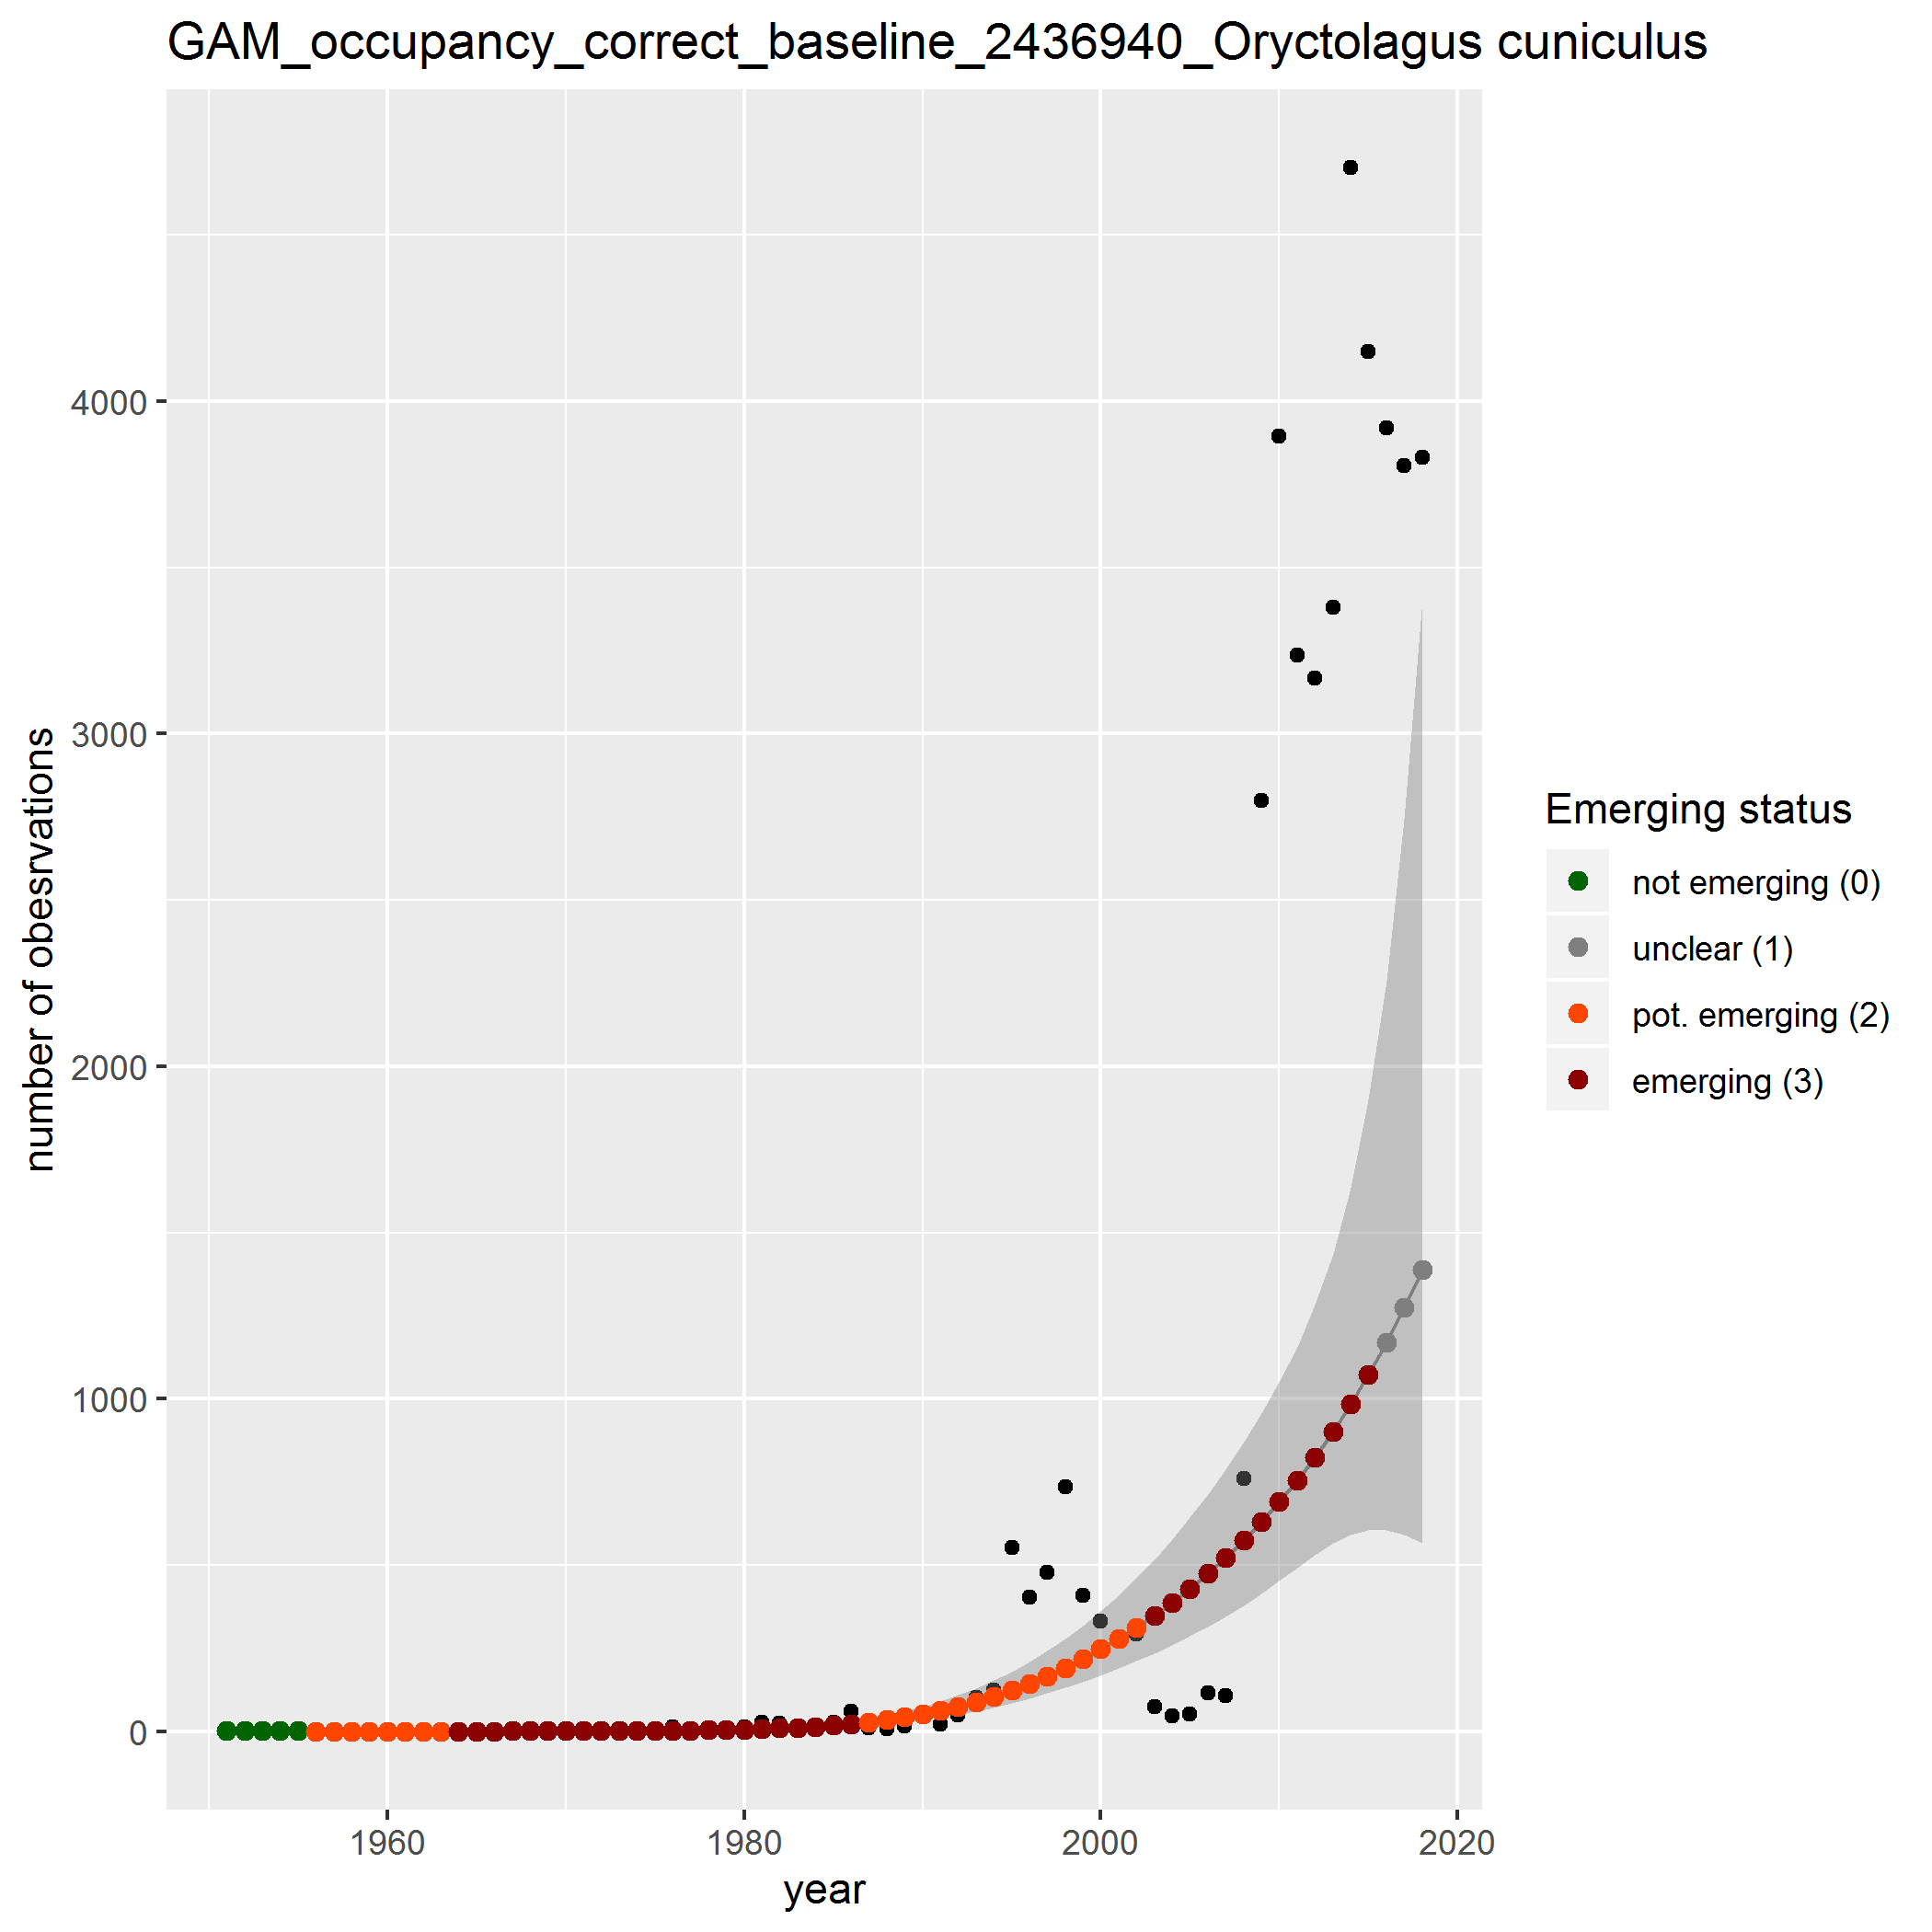 GAM_occupancy_correct_baseline_2436940_Oryctolagus cuniculus
number of obesrvations
4000
3000
2000
1000
0
1960
1980
2000
2020
year
Emerging status
not emerging (0)
unclear (1)
pot. emerging (2)
emerging (3)